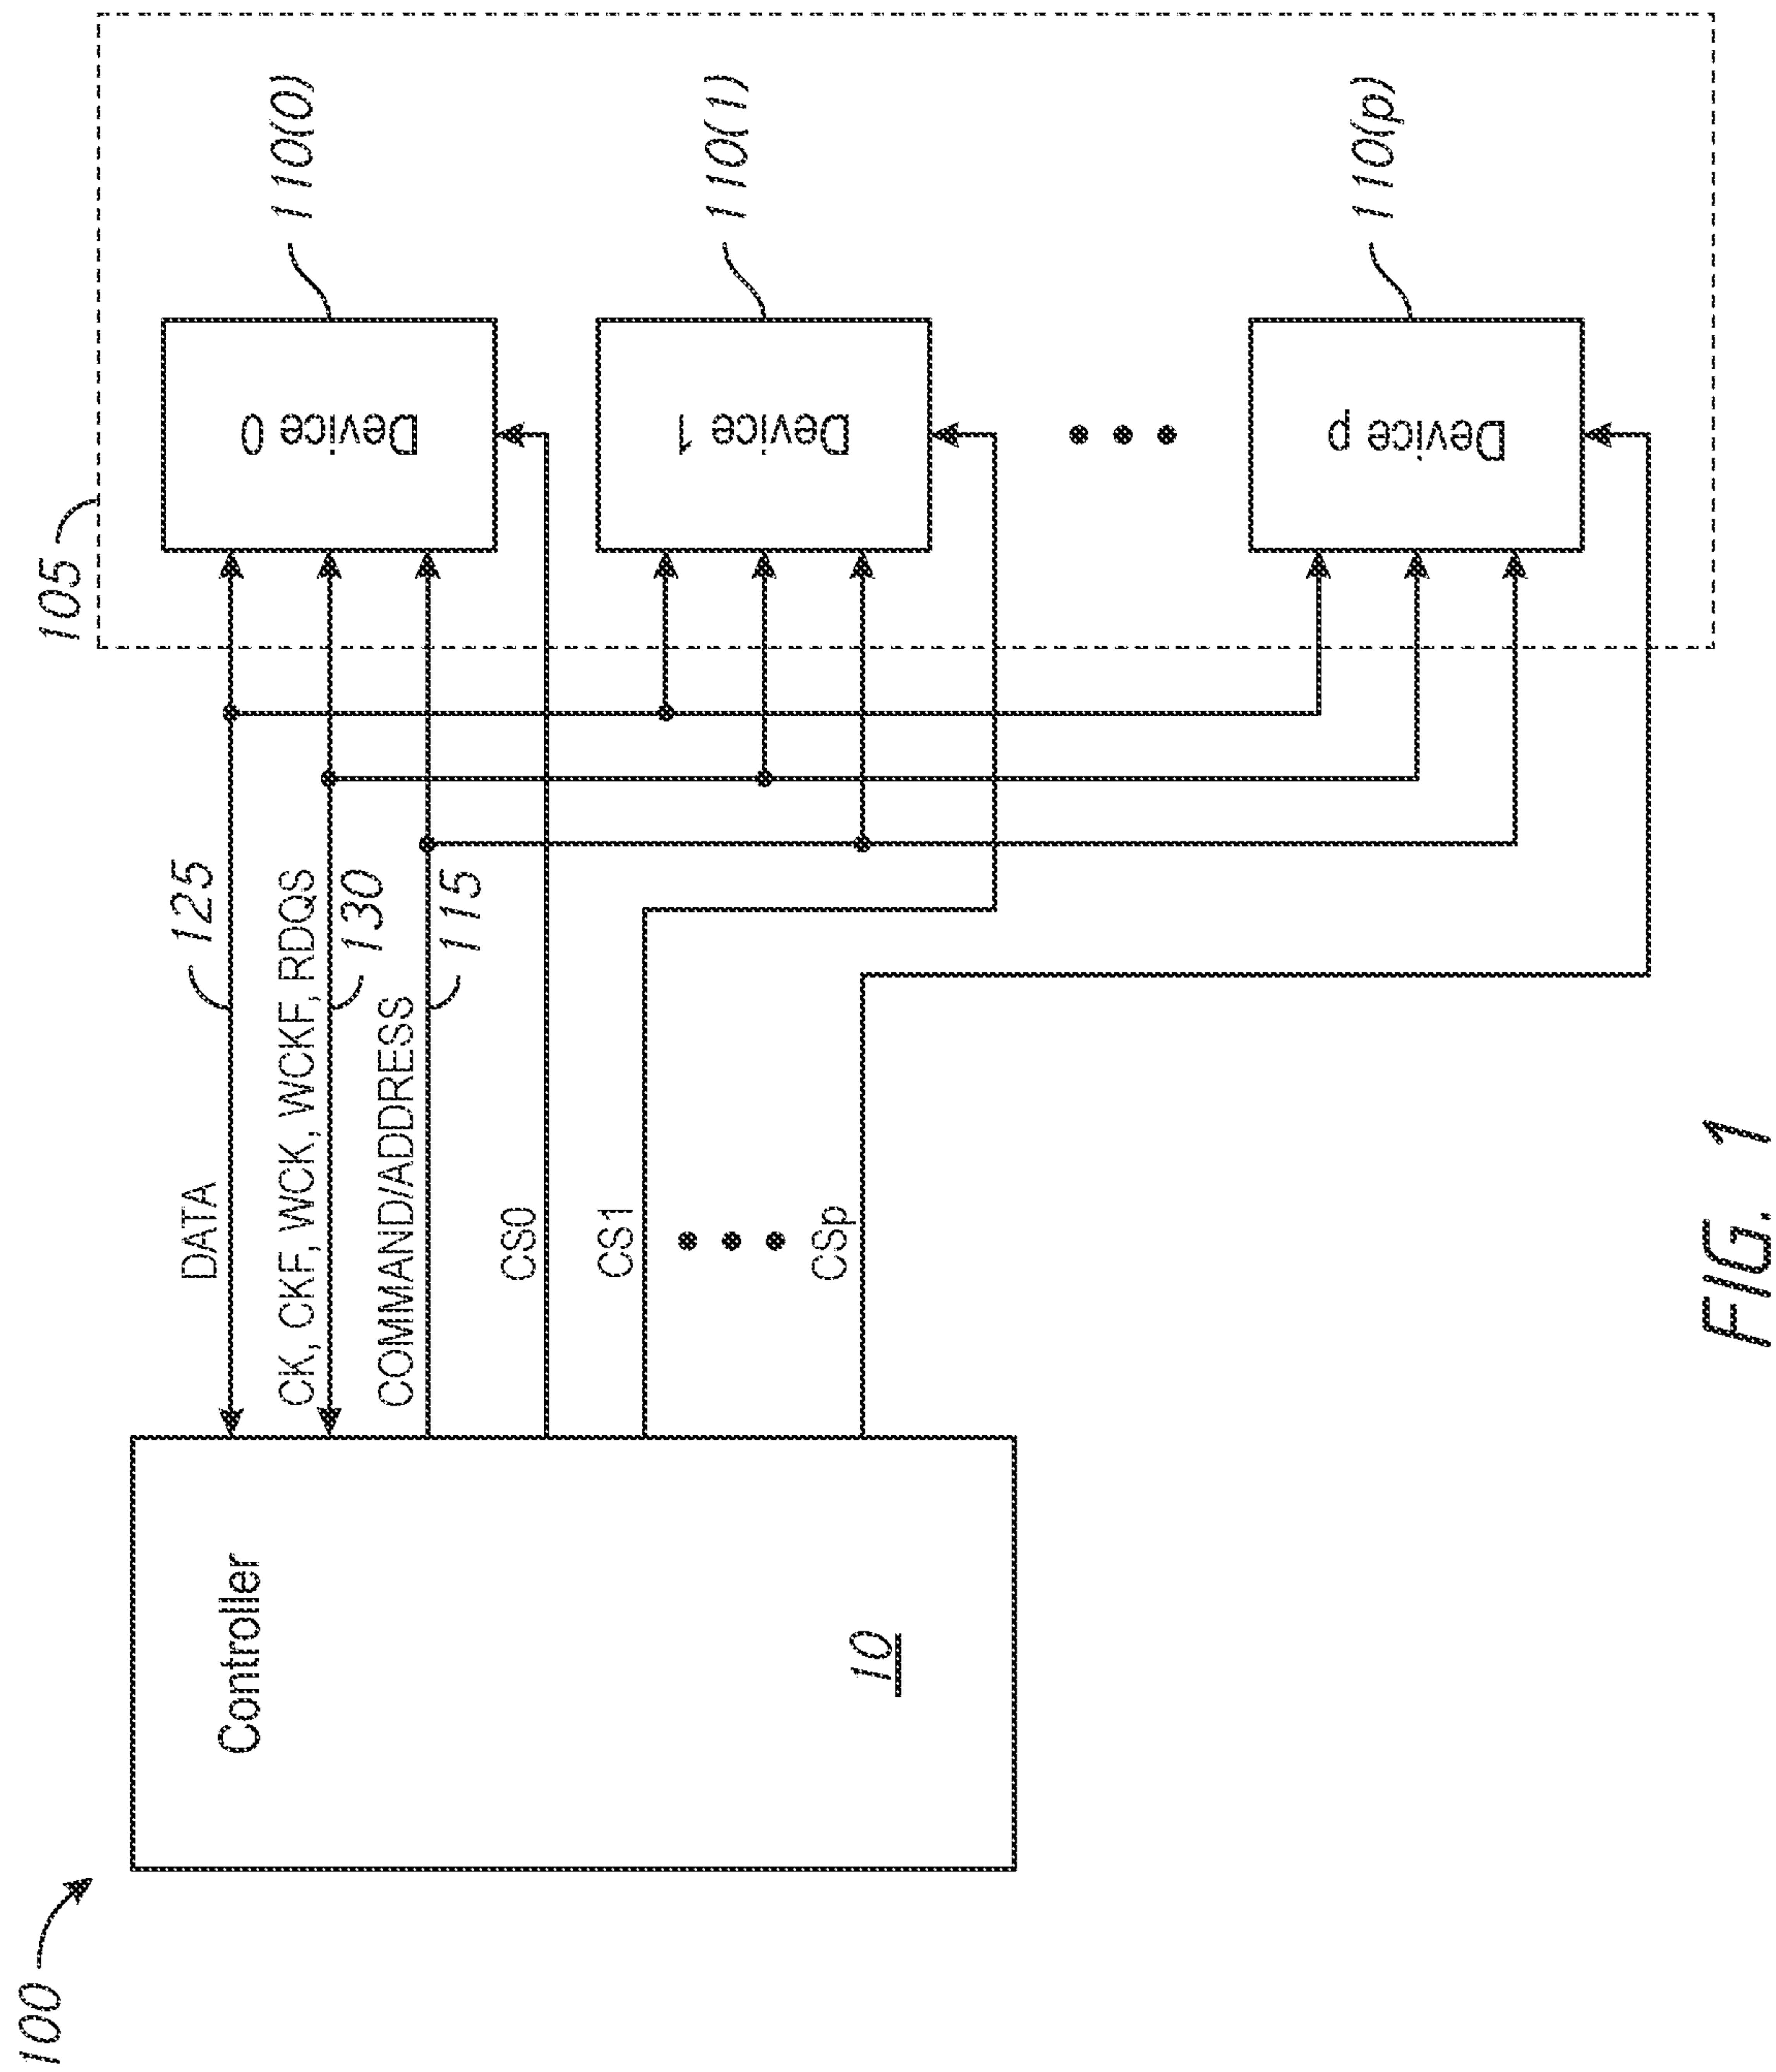 100
105
Controller
10
DATA
125
CK, CKF, WCK, WCKF, RDQS
130
COMMAND/ADDRESS
115
CS0
CS1
CSp
Device 0
110(0)
Device 1
110(1)
Device p
110(p)
FIG. 1